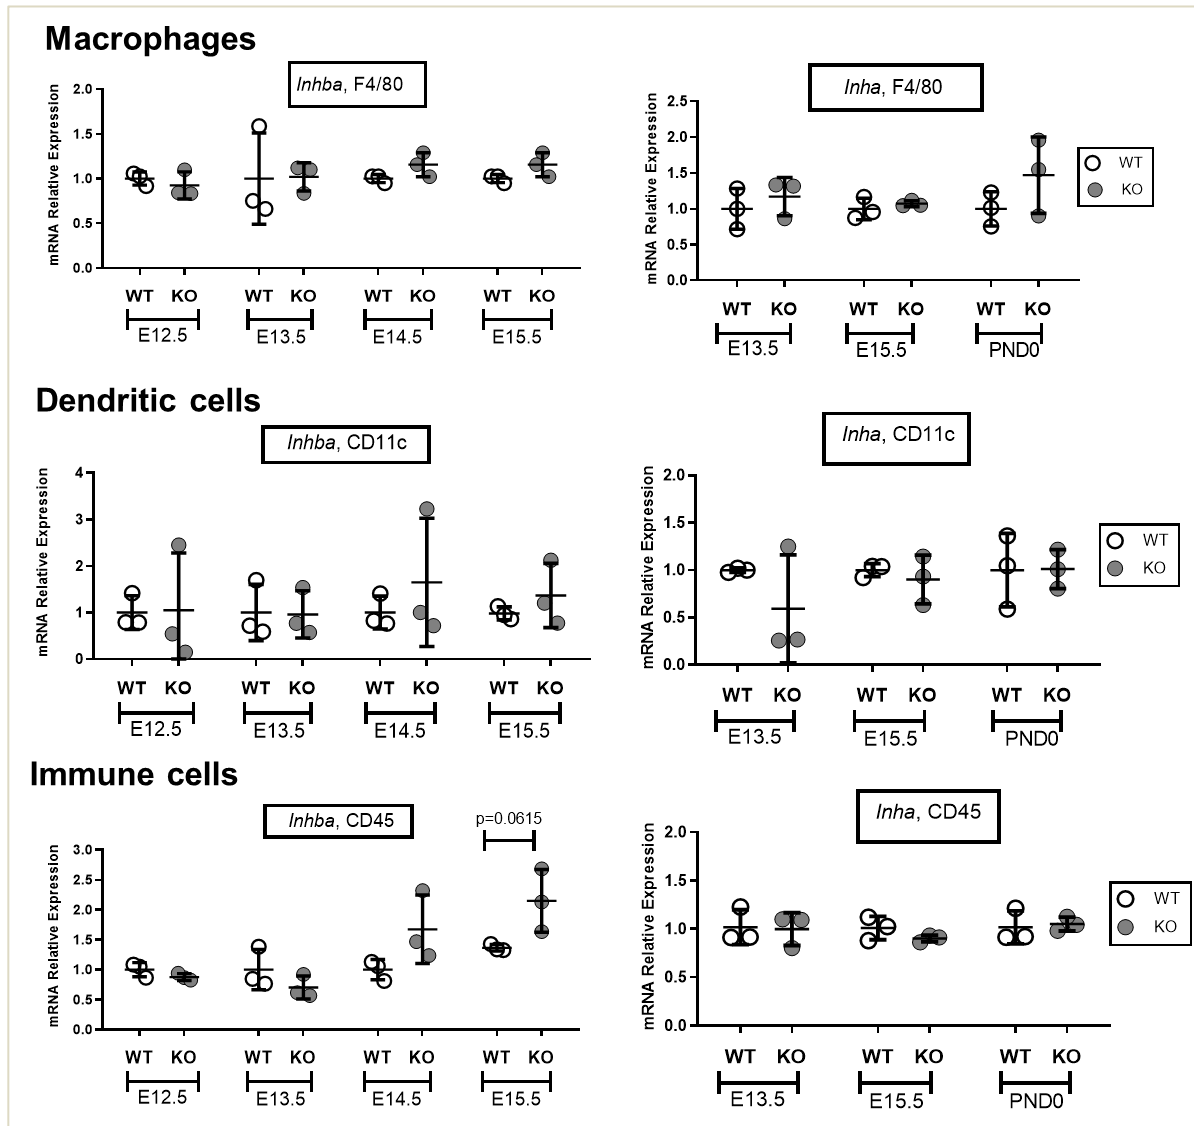 Macrophages
Inhba, F4/80
mRNA Relative Expression
2.0
1.5
1.0
0.5
0.0
WT KO WT KO WT KO WT KO
E12.5 E13.5 E14.5 E15.5
Inha, F4/80
mRNA Relative Expression
2.5
2.0
1.5
1.0
0.5
0.0
WT KO WT KO WT KO
E13.5 E15.5 PND0
WT
KO
Dendritic cells
Inhba, CD11c
mRNA Relative Expression
4
3
2
1
0
WT KO WT KO WT KO WT KO
E12.5 E13.5 E14.5 E15.5
Inha, CD11c
mRNA Relative Expression
2.0
1.5
1.0
0.5
0.0
WT KO WT KO WT KO
E13.5 E15.5 PND0
WT
KO
Immune cells
Inhba, CD45
p=0.0615
mRNA Relative Expression
3.0
2.5
2.0
1.5
1.0
0.5
0.0
WT KO WT KO WT KO WT KO
E12.5 E13.5 E14.5 E15.5
Inha, CD45
mRNA Relative Expression
2.0
1.5
1.0
0.5
0.0
WT KO WT KO WT KO
E13.5 E15.5 PND0
WT
KO